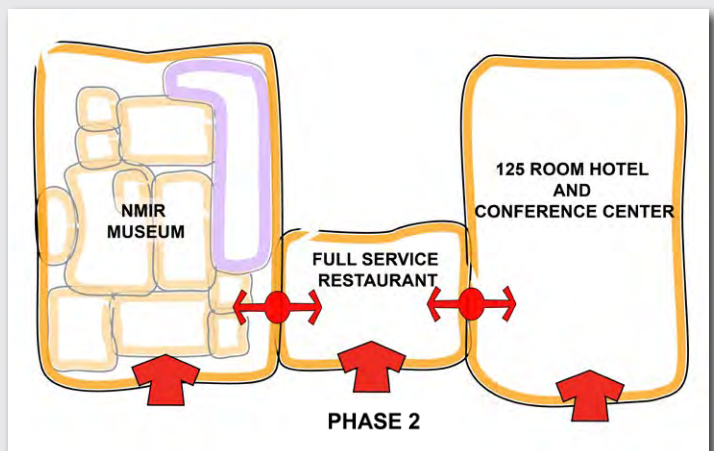 NMIR
MUSEUM
FULL SERVICE
RESTAURANT
125 ROOM HOTEL
AND
CONFERENCE CENTER
PHASE 2